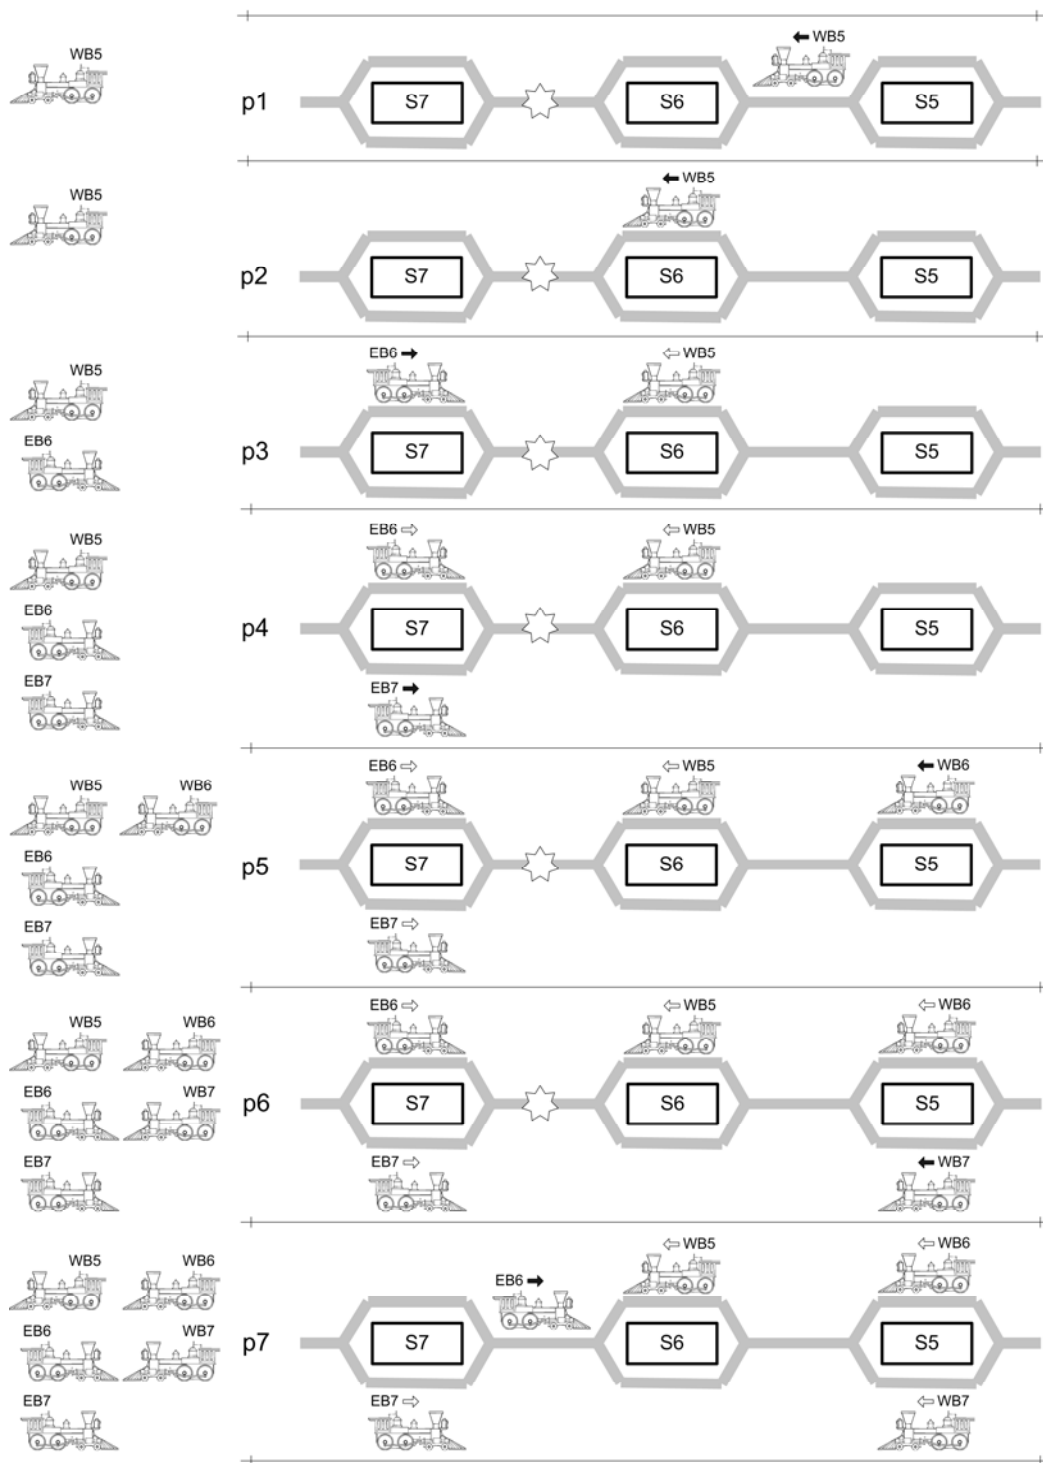 WB5 ← WB5
p1 S7 S6 S5
WB5 ← WB5
p2 S7 S6 S5
WB5 EB6 → ⇦ WB5
EB6
p3 S7 S6 S5
WB5 EB6 ⇨ ⇦ WB5
EB6
p4 S7 S6 S5
EB7 EB7 →
WB5 WB6 EB6 ⇨ ⇦ WB5 ← WB6
EB6
p5 S7 S6 S5
EB7 EB7 ⇨
WB5 WB6 EB6 ⇨ ⇦ WB5 ⇦ WB6
EB6 WB7
p6 S7 S6 S5
EB7 EB7 ⇨ ← WB7
WB5 WB6 EB6 → ⇦ WB5 ⇦ WB6
EB6 WB7
p7 S7 S6 S5
EB7 EB7 ⇨ ⇦ WB7